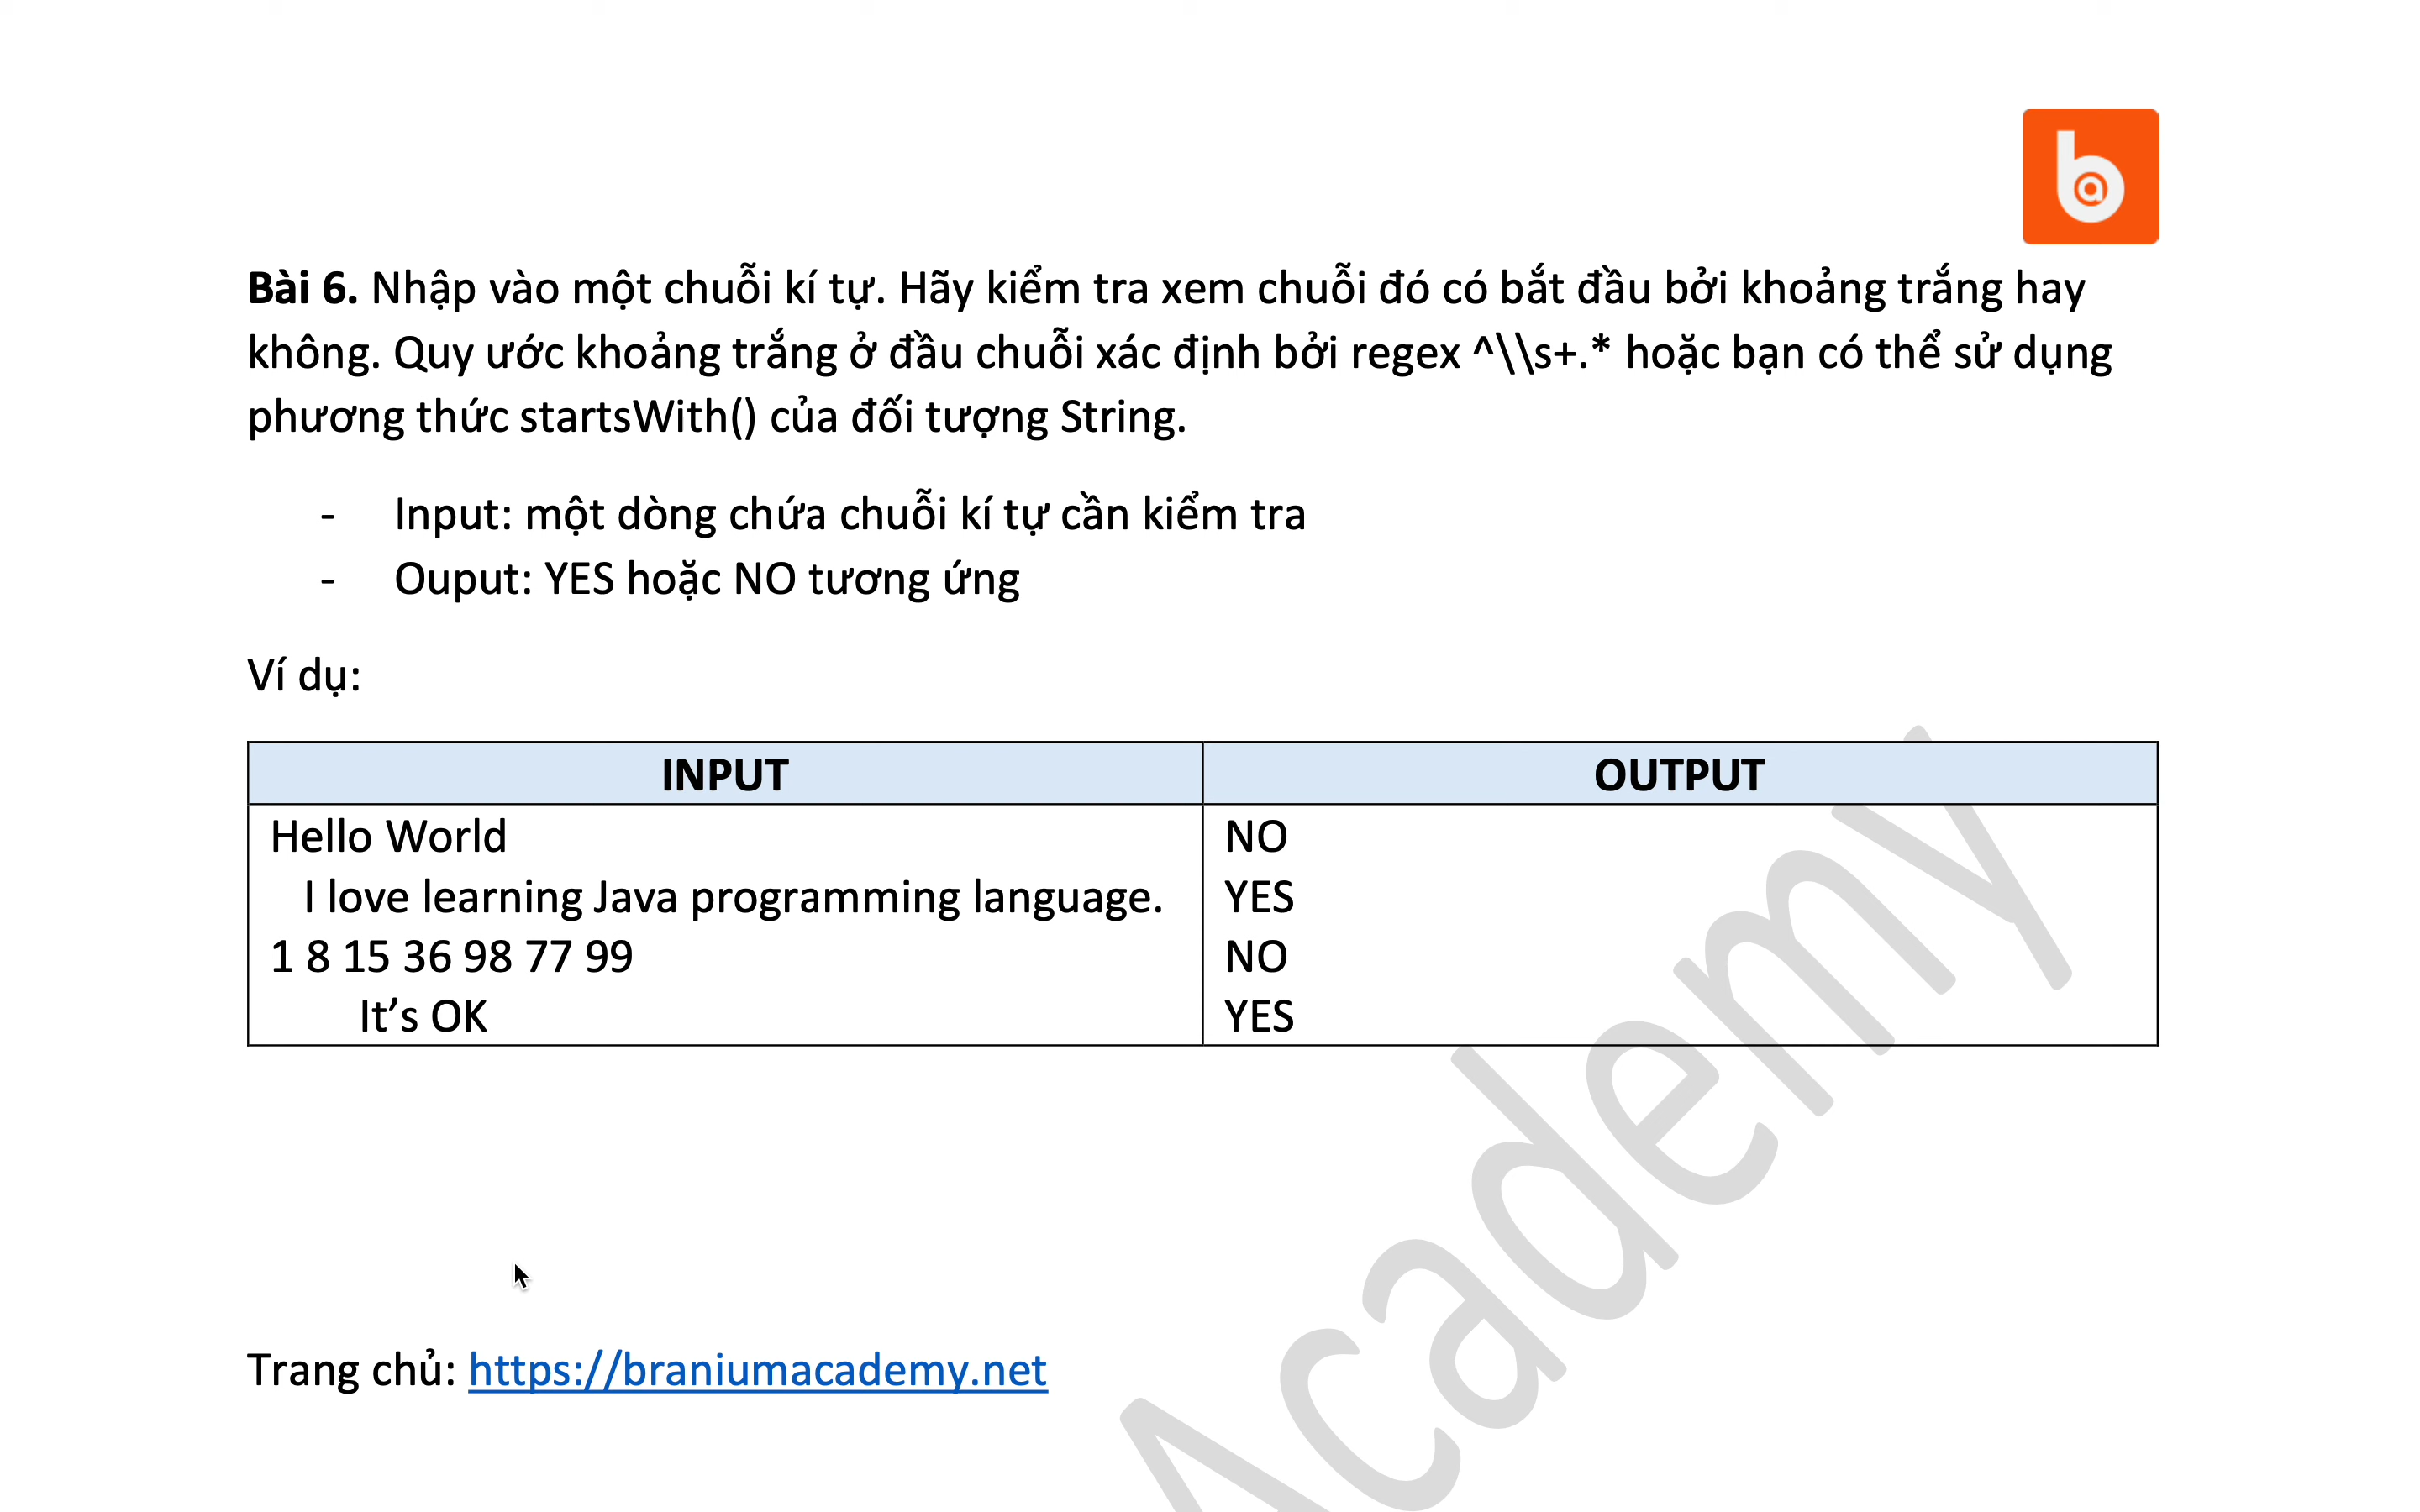 Bài 6. Nhập vào một chuỗi kí tự. Hãy kiểm tra xem chuỗi đó có bắt đầu bởi khoảng trắng hay
không. Quy ước khoảng trắng ở đầu chuỗi xác định bởi regex ^\\s+.* hoặc bạn có thể sử dụng
phương thức startsWith() của đối tượng String.
- Input: một dòng chứa chuỗi kí tự cần kiểm tra
- Ouput: YES hoặc NO tương ứng
Ví dụ:
INPUT OUTPUT
Hello World NO
I love learning Java programming language. YES
1 8 15 36 98 77 99 NO
It’s OK YES
Trang chủ: https://braniumacademy.net
Academy